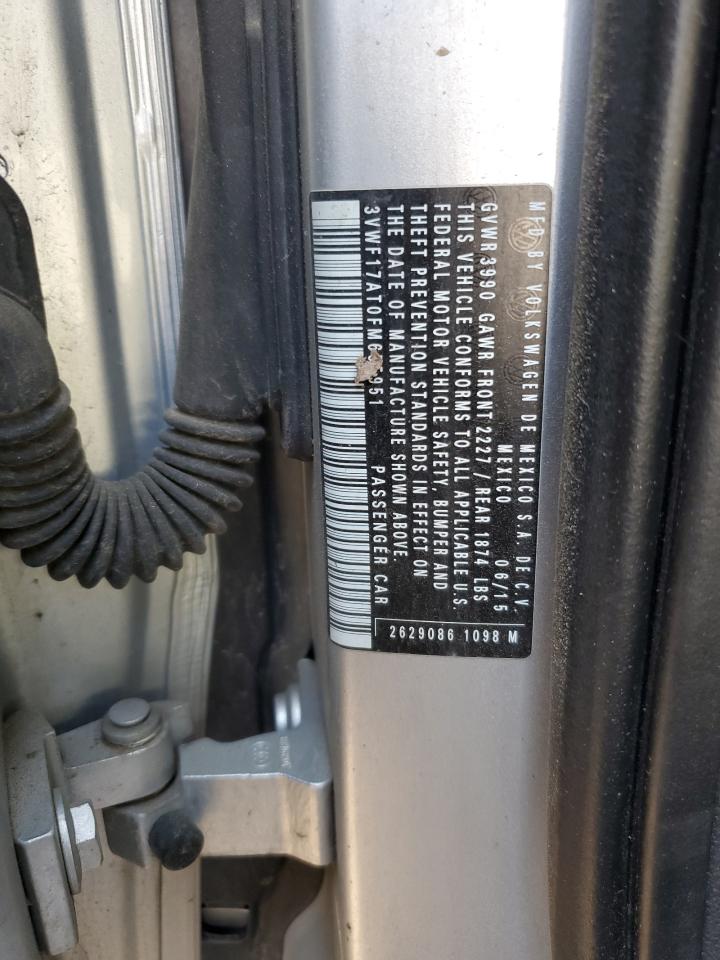 MFD BY VOLKSWAGEN DE MEXICO S.A. DE C.V.
MEXICO 06/15
GVWR 3990 GAWR FRONT 2227//REAR 1874 LBS
THIS VEHICLE CONFORMS TO ALL APPLICABLE U.S.
FEDERAL MOTOR VEHICLE SAFETY, BUMPER AND
THEFT PREVENTION STANDARDS IN EFFECT ON
THE DATE OF MANUFACTURE SHOWN ABOVE.
PASSENGER CAR
2629086 1098 M